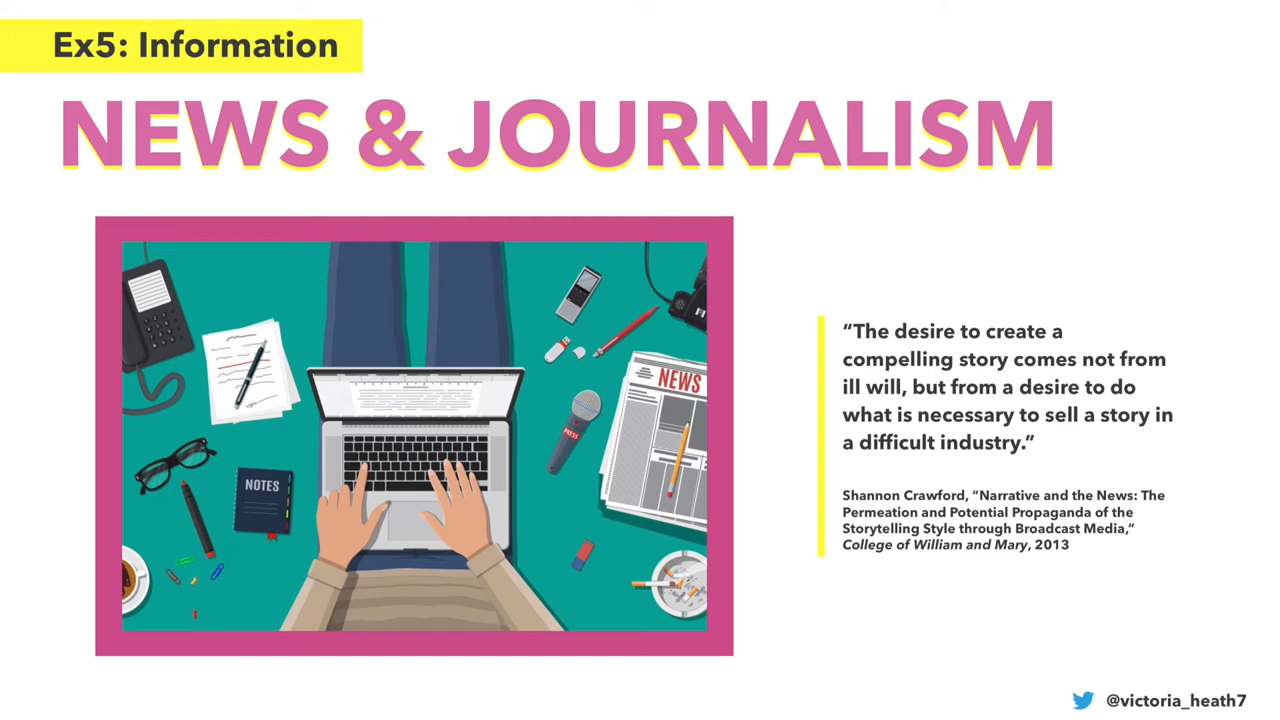 Ex5: Information
NEWS & JOURNALISM
NOTES
PRESS
NEWS
“The desire to create a
compelling story comes not from
ill will, but from a desire to do
what is necessary to sell a story in
a difficult industry.”
Shannon Crawford, “Narrative and the News: The
Permeation and Potential Propaganda of the
Storytelling Style through Broadcast Media,”
College of William and Mary, 2013
@victoria_heath7